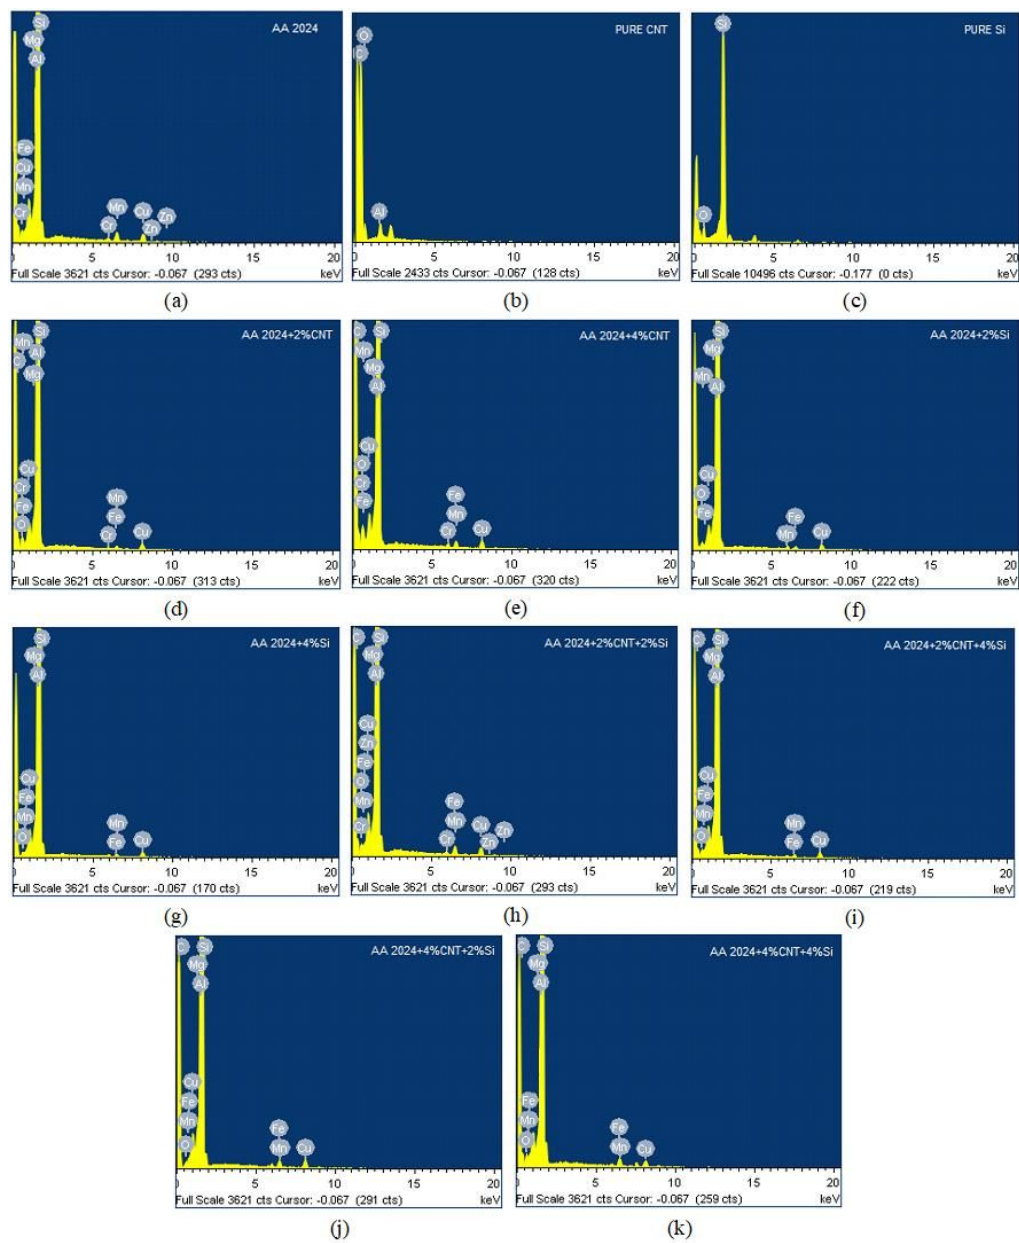 AA 2024
Si
Mg
Al
Fe
Cu
Mn
Cr
Mn
Cr
Cu
Zn
Zn
5 10 15 20
Full Scale 3621 cts Cursor: -0.067 (293 cts) keV
(a)
PURE CNT
O
C
Al
5 10 15 20
Full Scale 2433 cts Cursor: -0.067 (128 cts) keV
(b)
PURE Si
Si
O
5 10 15 20
Full Scale 10496 cts Cursor: -0.177 (0 cts) keV
(c)
AA 2024+2%CNT
Si
Mn
Al
C
Mg
Cu
Cr
Fe
O
Mn
Fe
Cr
Cu
5 10 15 20
Full Scale 3621 cts Cursor: -0.067 (313 cts) keV
(d)
AA 2024+4%CNT
C
Si
Mn
Mg
Al
Cu
O
Cr
Fe
Fe
Mn
Cr
Cu
5 10 15 20
Full Scale 3621 cts Cursor: -0.067 (320 cts) keV
(e)
AA 2024+2%Si
Si
Mg
Mn
Al
Cu
O
Fe
Fe
Mn
Cu
5 10 15 20
Full Scale 3621 cts Cursor: -0.067 (222 cts) keV
(f)
AA 2024+4%Si
Si
Mg
Al
Cu
Fe
Mn
O
Mn
Fe
Cu
5 10 15 20
Full Scale 3621 cts Cursor: -0.067 (170 cts) keV
(g)
AA 2024+2%CNT+2%Si
C
Si
Mg
Al
Cu
Zn
Fe
O
Mn
Cr
Fe
Mn
Cr
Cu
Zn
Zn
5 10 15 20
Full Scale 3621 cts Cursor: -0.067 (293 cts) keV
(h)
AA 2024+2%CNT+4%Si
C
Si
Mg
Al
Cu
Fe
Mn
O
Mn
Fe
Cu
5 10 15 20
Full Scale 3621 cts Cursor: -0.067 (219 cts) keV
(i)
AA 2024+4%CNT+2%Si
C
Si
Mg
Al
Cu
Fe
Mn
O
Fe
Mn
Cu
5 10 15 20
Full Scale 3621 cts Cursor: -0.067 (291 cts) keV
(j)
AA 2024+4%CNT+4%Si
C
Si
Mg
Al
Fe
Mn
O
Fe
Mn
Cu
5 10 15 20
Full Scale 3621 cts Cursor: -0.067 (259 cts) keV
(k)